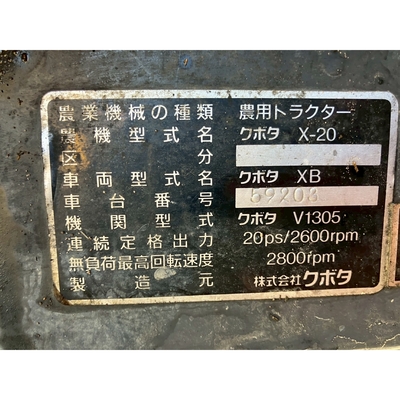 農業機械の種類 農用トラクター
製機型式名 クボタ X-20
区分
車両型式名 クボタ XB
車台番号 59203
機関型式 クボタ V1305
連続定格出力 20ps/2600rpm
無負荷最高回転速度 2800rpm
製造元 株式会社クボタ